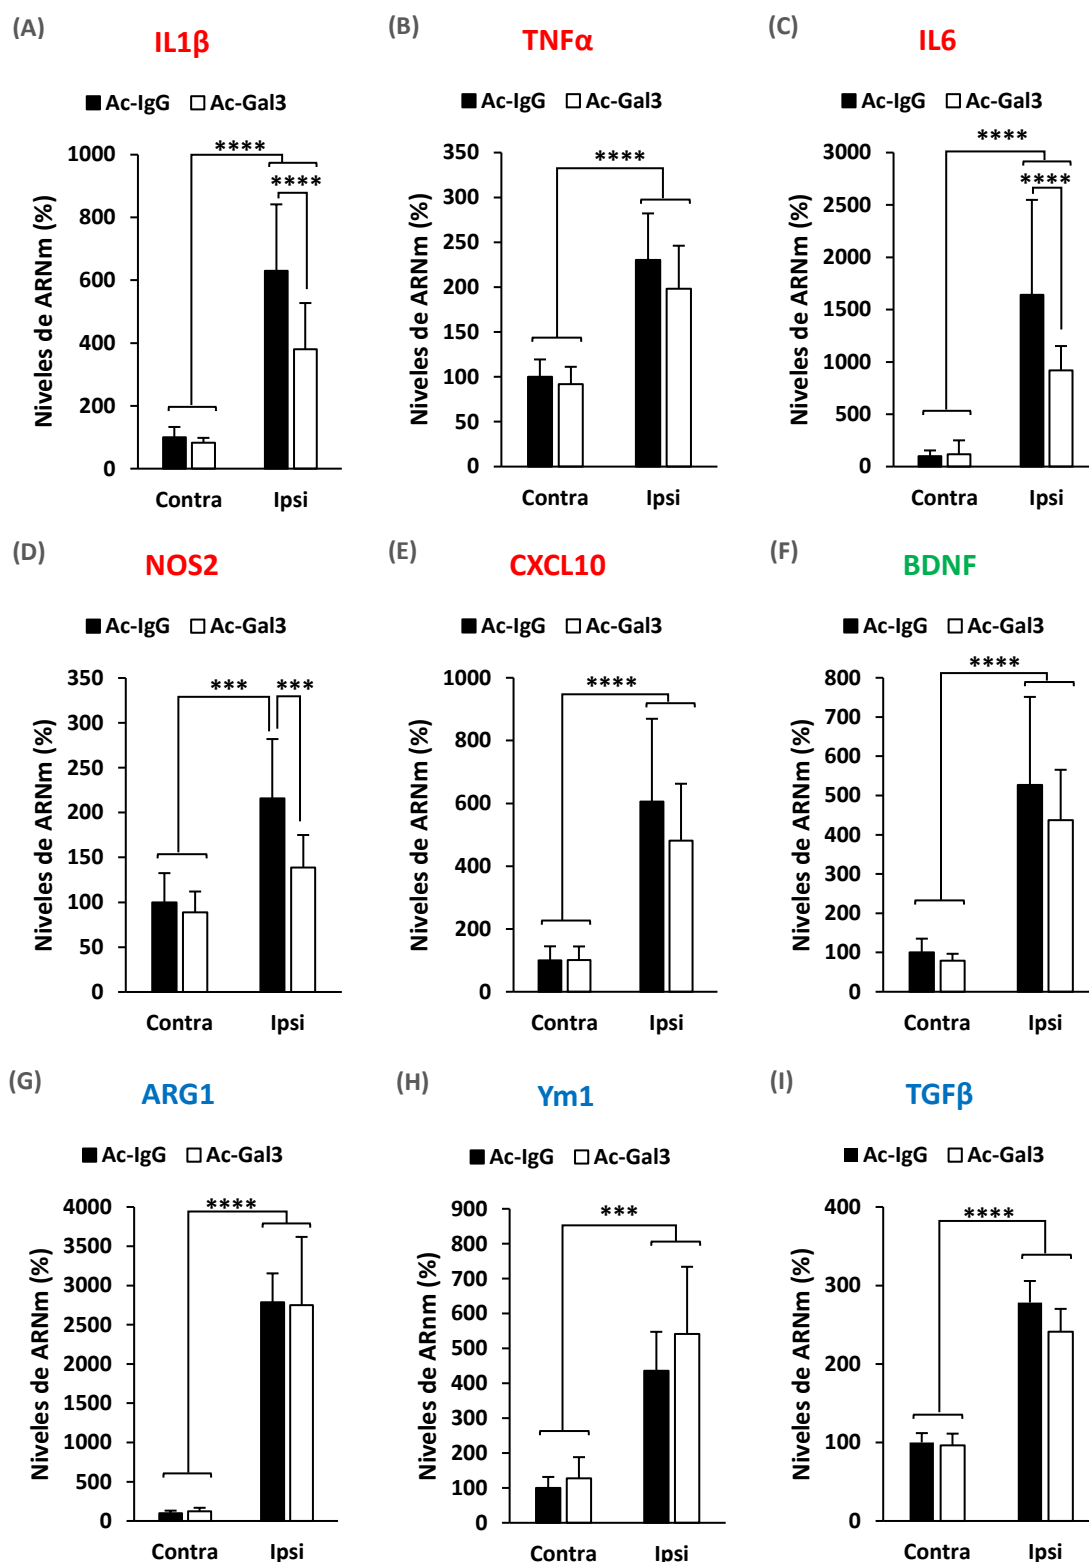 (A)
IL1β
Ac-IgG Ac-Gal3
Niveles de ARNm (%)
1000
800
600
400
200
0
****
****
Contra Ipsi
(B)
TNFα
Ac-IgG Ac-Gal3
Niveles de ARNm (%)
350
300
250
200
150
100
50
0
****
Contra Ipsi
(C)
IL6
Ac-IgG Ac-Gal3
Niveles de ARNm (%)
3000
2500
2000
1500
1000
500
0
****
****
Contra Ipsi
(D)
NOS2
Ac-IgG Ac-Gal3
Niveles de ARNm (%)
350
300
250
200
150
100
50
0
*** ***
Contra Ipsi
(E)
CXCL10
Ac-IgG Ac-Gal3
Niveles de ARNm (%)
1000
800
600
400
200
0
****
Contra Ipsi
(F)
BDNF
Ac-IgG Ac-Gal3
Niveles de ARNm (%)
800
700
600
500
400
300
200
100
0
****
Contra Ipsi
(G)
ARG1
Ac-IgG Ac-Gal3
Niveles de ARNm (%)
4000
3500
3000
2500
2000
1500
1000
500
0
****
Contra Ipsi
(H)
Ym1
Ac-IgG Ac-Gal3
Niveles de ARnm (%)
900
800
700
600
500
400
300
200
100
0
***
Contra Ipsi
(I)
TGFβ
Ac-IgG Ac-Gal3
Niveles de ARNm (%)
400
300
200
100
0
****
Contra Ipsi